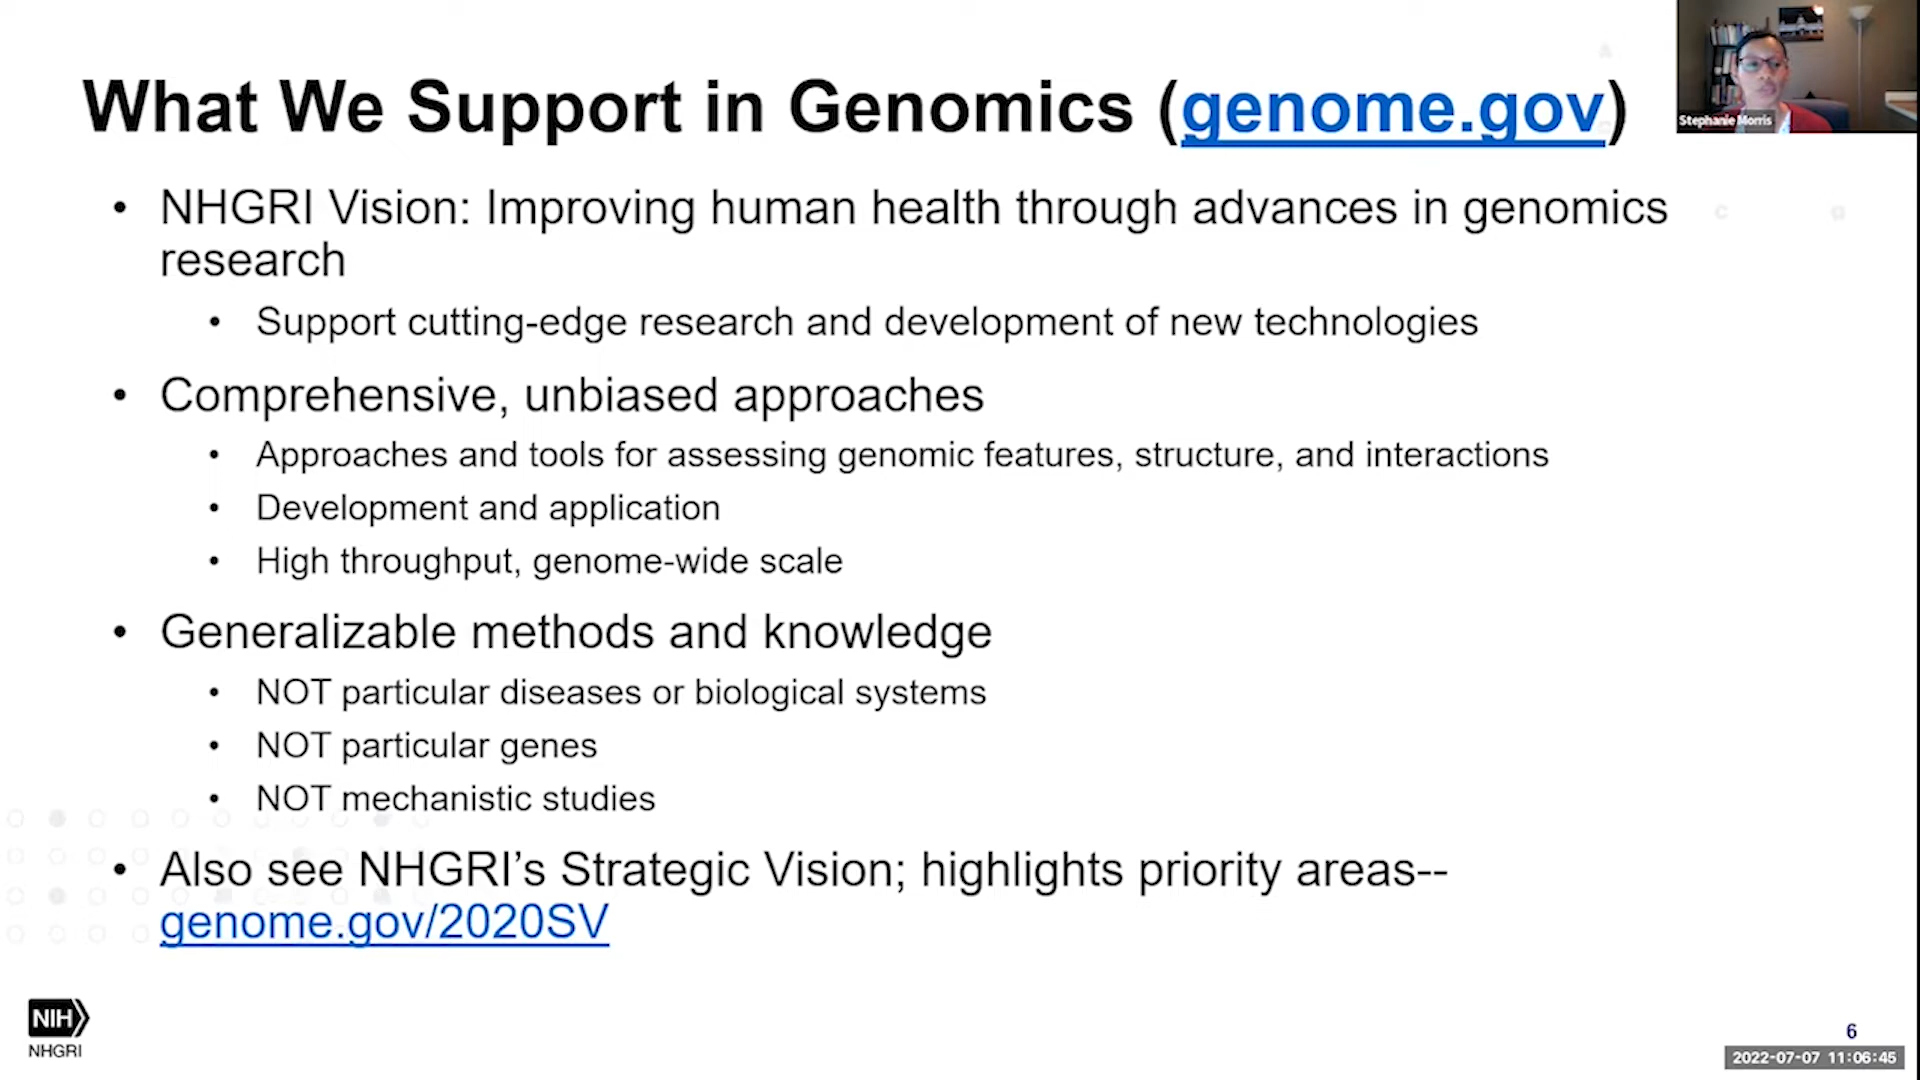 What We Support in Genomics (genome.gov)
Stephanie Morris
• NHGRI Vision: Improving human health through advances in genomics
research
• Support cutting-edge research and development of new technologies
• Comprehensive, unbiased approaches
• Approaches and tools for assessing genomic features, structure, and interactions
• Development and application
• High throughput, genome-wide scale
• Generalizable methods and knowledge
• NOT particular diseases or biological systems
• NOT particular genes
• NOT mechanistic studies
• Also see NHGRI’s Strategic Vision; highlights priority areas--
genome.gov/2020SV
NIH
NHGRI
6
2022-07-07 11:06:45